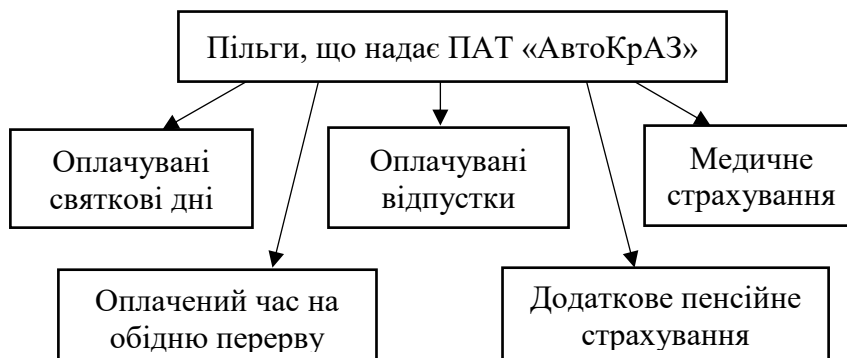 Пільги, що надає ПАТ «АвтоКрАЗ»
Оплачувані
святкові дні
Оплачувані
відпустки
Медичне
страхування
Оплачений час на
обідню перерву
Додаткове пенсійне
страхування